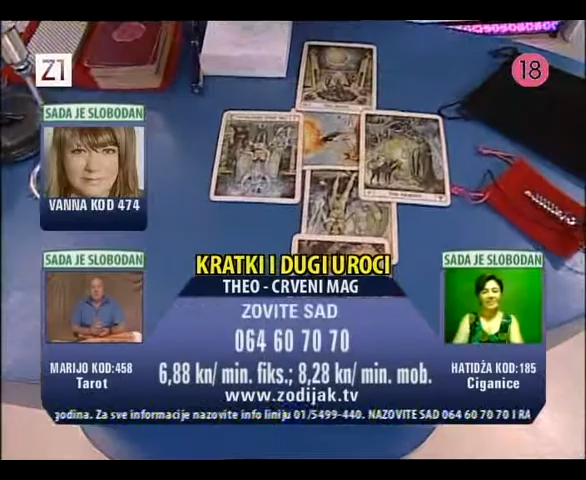 Z1
18
SADA JE SLOBODAN
VANNA KOD 474
SADA JE SLOBODAN
MARIJO KOD:458
Tarot
KRATKI I DUGI UROCI
THEO - CRVENI MAG
ZOVITE SAD
064 60 70 70
6,88 kn/ min. fiks.; 8,28 kn/ min. mob.
www.zodijak.tv
SADA JE SLOBODAN
HATIDŽA KOD:185
Ciganice
godina. Za sve informacije nazovite info liniju 01/5499-440. NAZOVITE SAD 064 60 70 70 I RA